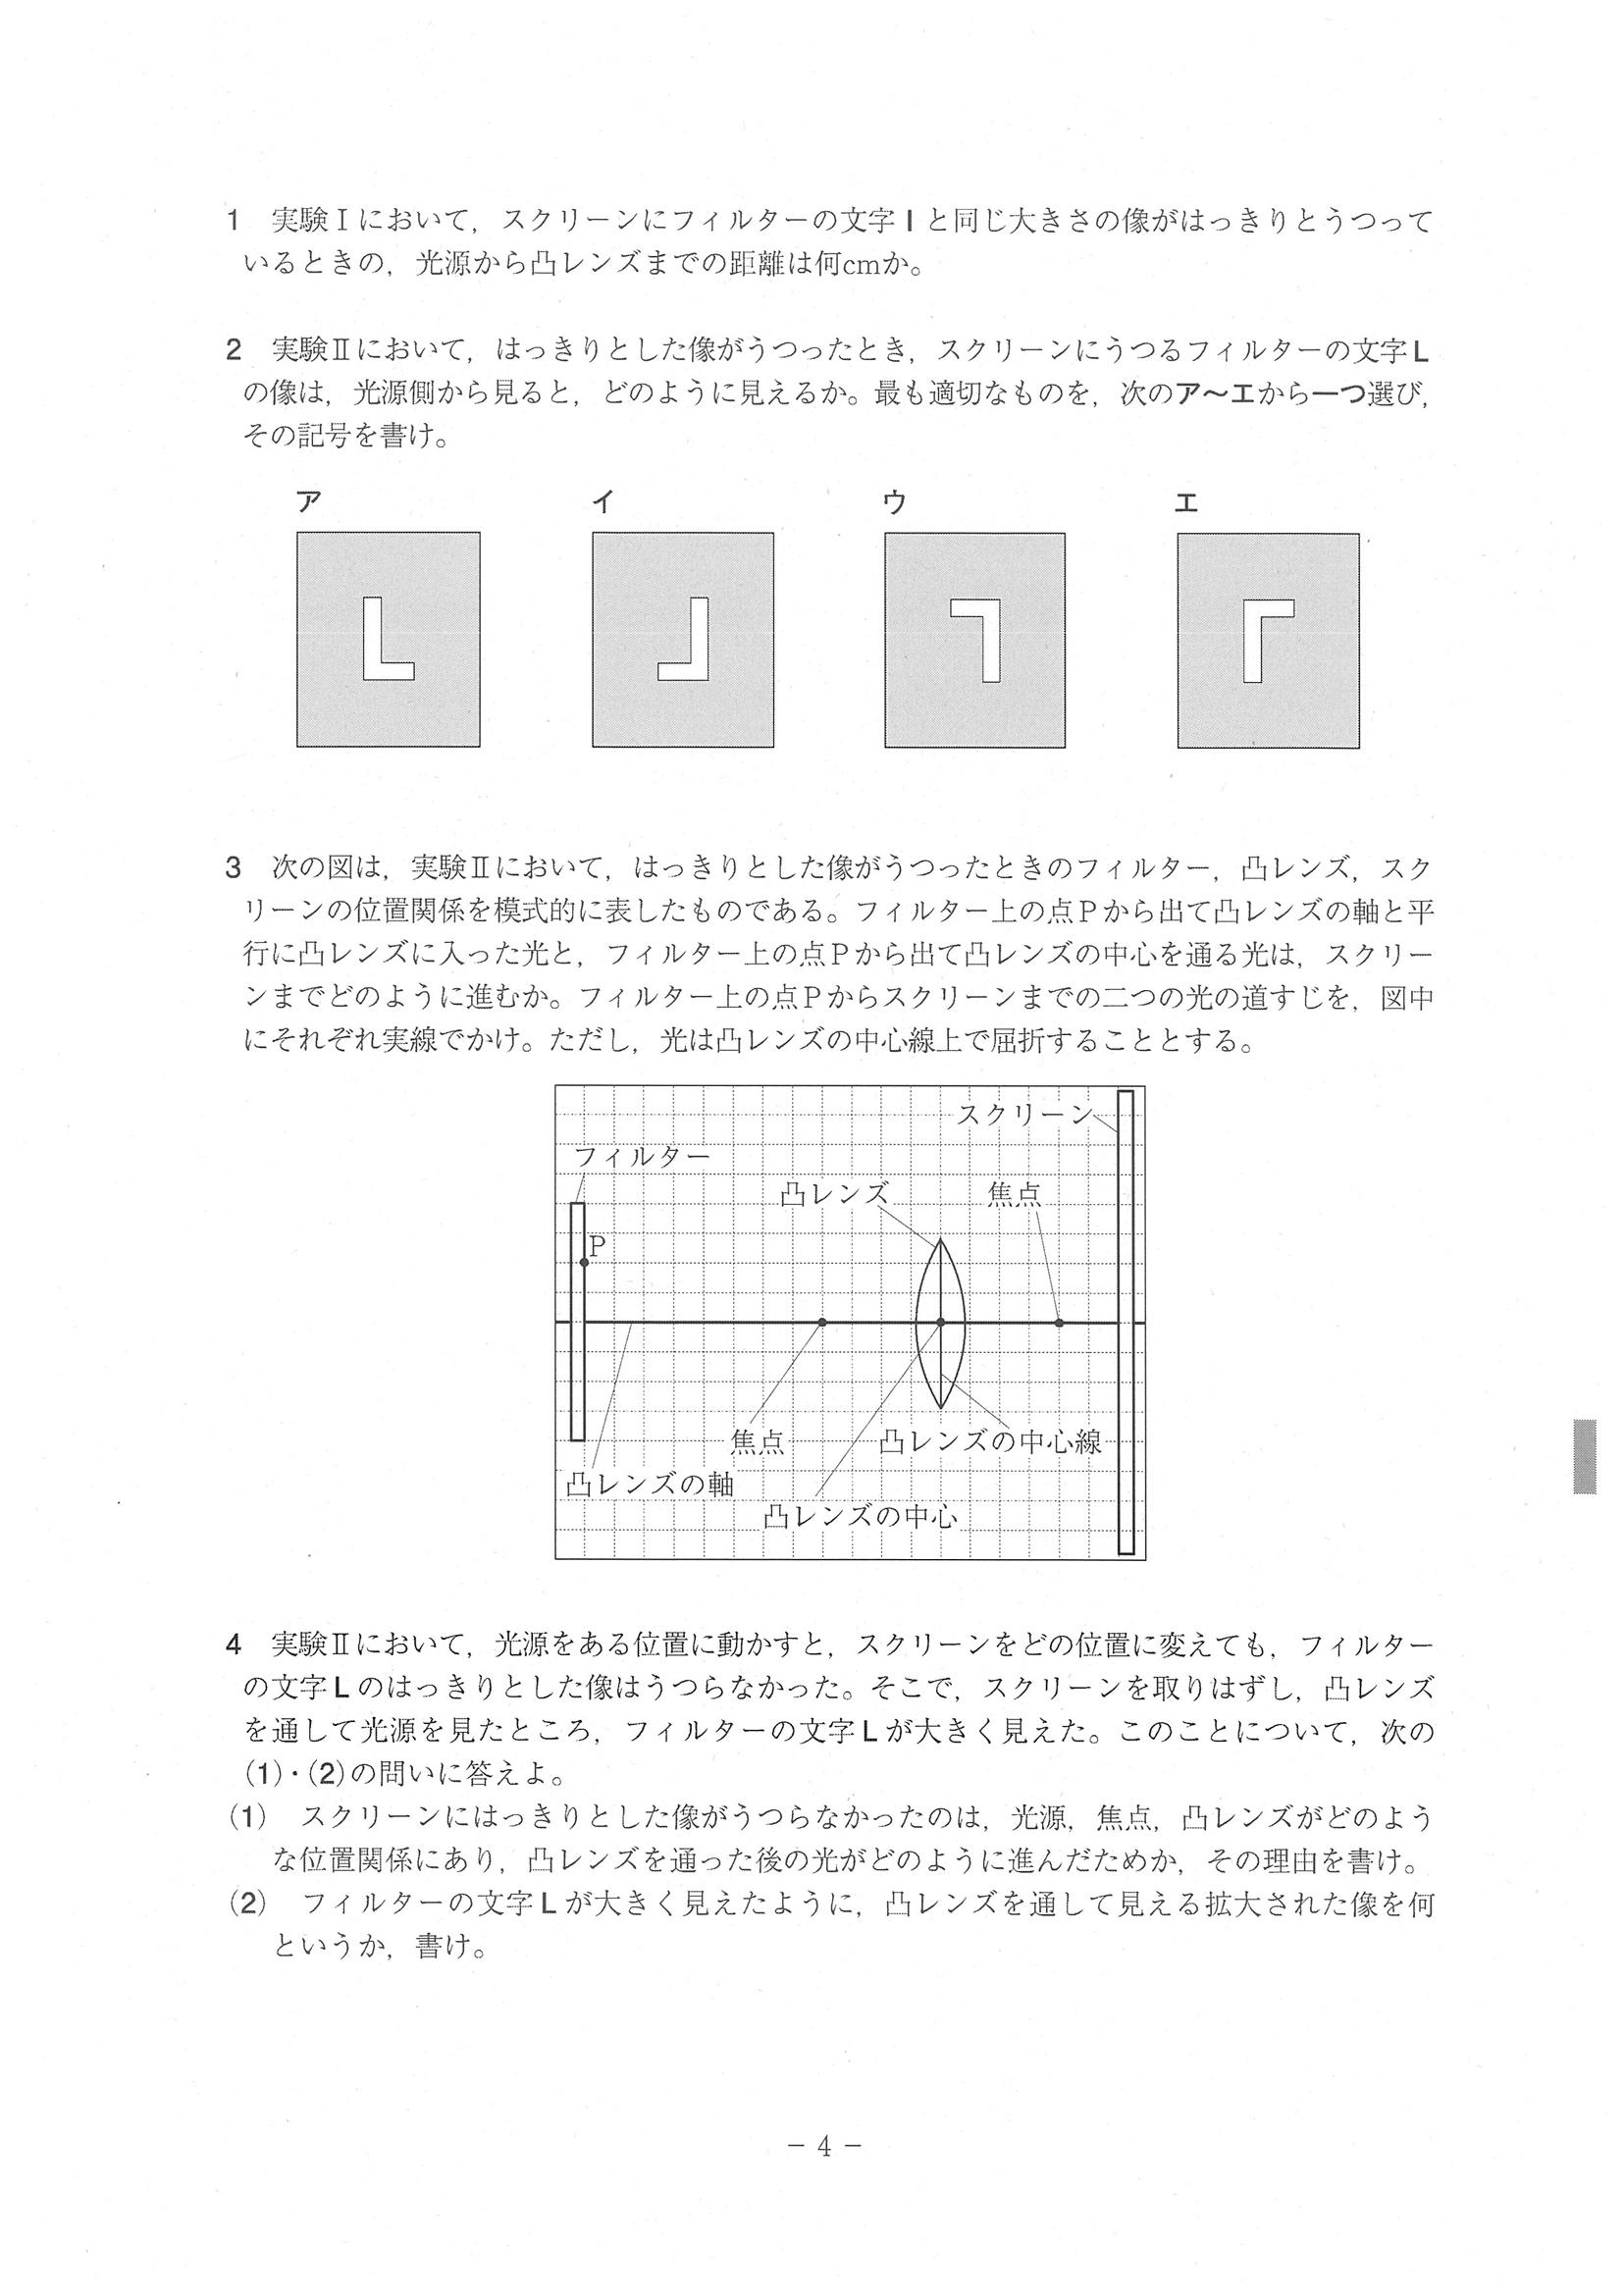 1　実験Ⅰにおいて，スクリーンにフィルターの文字Ｉと同じ大きさの像がはっきりとうつって
いるときの，光源から凸レンズまでの距離は何cmか。
2　実験Ⅱにおいて，はっきりとした像がうつったとき，スクリーンにうつるフィルターの文字Ｌ
の像は，光源側から見ると，どのように見えるか。最も適切なものを，次のア～エから一つ選び，
その記号を書け。
ア　イ　ウ　エ
3　次の図は，実験Ⅱにおいて，はっきりとした像がうつったときのフィルター，凸レンズ，スク
リーンの位置関係を模式的に表したものである。フィルター上の点Ｐから出て凸レンズの軸と平
行に凸レンズに入った光と，フィルター上の点Ｐから出て凸レンズの中心を通る光は，スクリー
ンまでどのように進むか。フィルター上の点Ｐからスクリーンまでの二つの光の道すじを，図中
にそれぞれ実線でかけ。ただし，光は凸レンズの中心線上で屈折することとする。
スクリーン
フィルター
凸レンズ
焦点
P
焦点
凸レンズの中心線
凸レンズの軸
凸レンズの中心
4　実験Ⅱにおいて，光源をある位置に動かすと，スクリーンをどの位置に変えても，フィルター
の文字Ｌのはっきりとした像はうつらなかった。そこで，スクリーンを取りはずし，凸レンズ
を通して光源を見たところ，フィルターの文字Ｌが大きく見えた。このことについて，次の
(1)・(2)の問いに答えよ。
(1)　スクリーンにはっきりとした像がうつらなかったのは，光源，焦点，凸レンズがどのよう
な位置関係にあり，凸レンズを通った後の光がどのように進んだためか，その理由を書け。
(2)　フィルターの文字Ｌが大きく見えたように，凸レンズを通して見える拡大された像を何
というか，書け。
－ 4 －